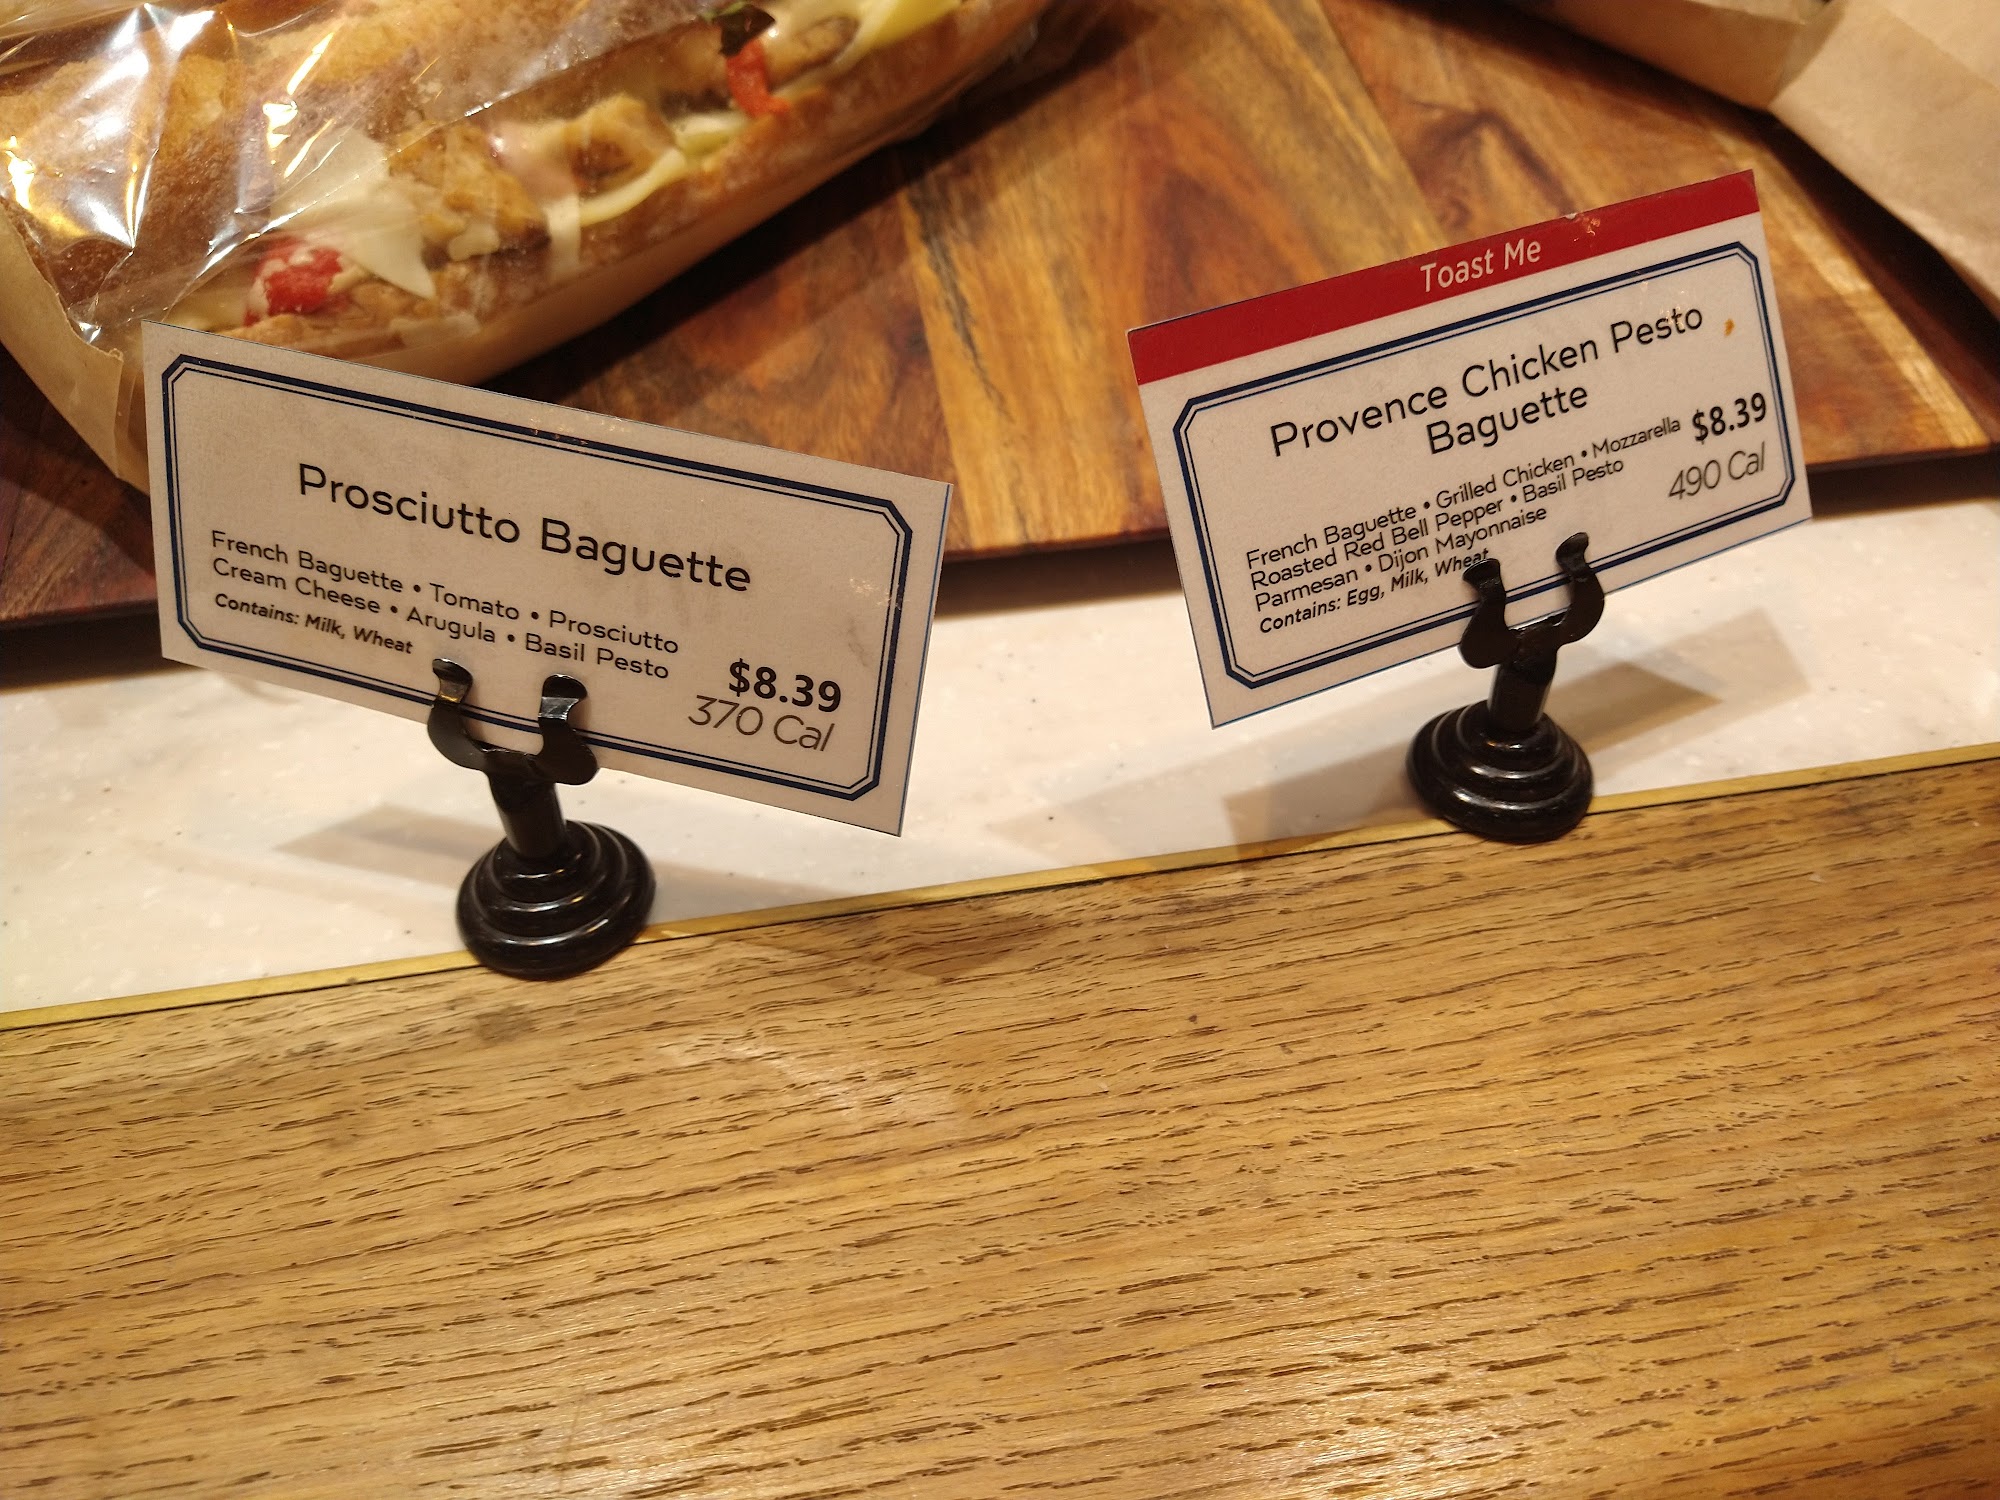 Prosciutto Baguette
French Baguette • Tomato • Prosciutto
Cream Cheese • Arugula • Basil Pesto
Contains: Milk, Wheat
$8.39
370 Cal
Toast Me
Provence Chicken Pesto
Baguette
French Baguette • Grilled Chicken • Mozzarella
Roasted Red Bell Pepper • Basil Pesto
Parmesan • Dijon Mayonnaise
Contains: Egg, Milk, Wheat
$8.39
490 Cal